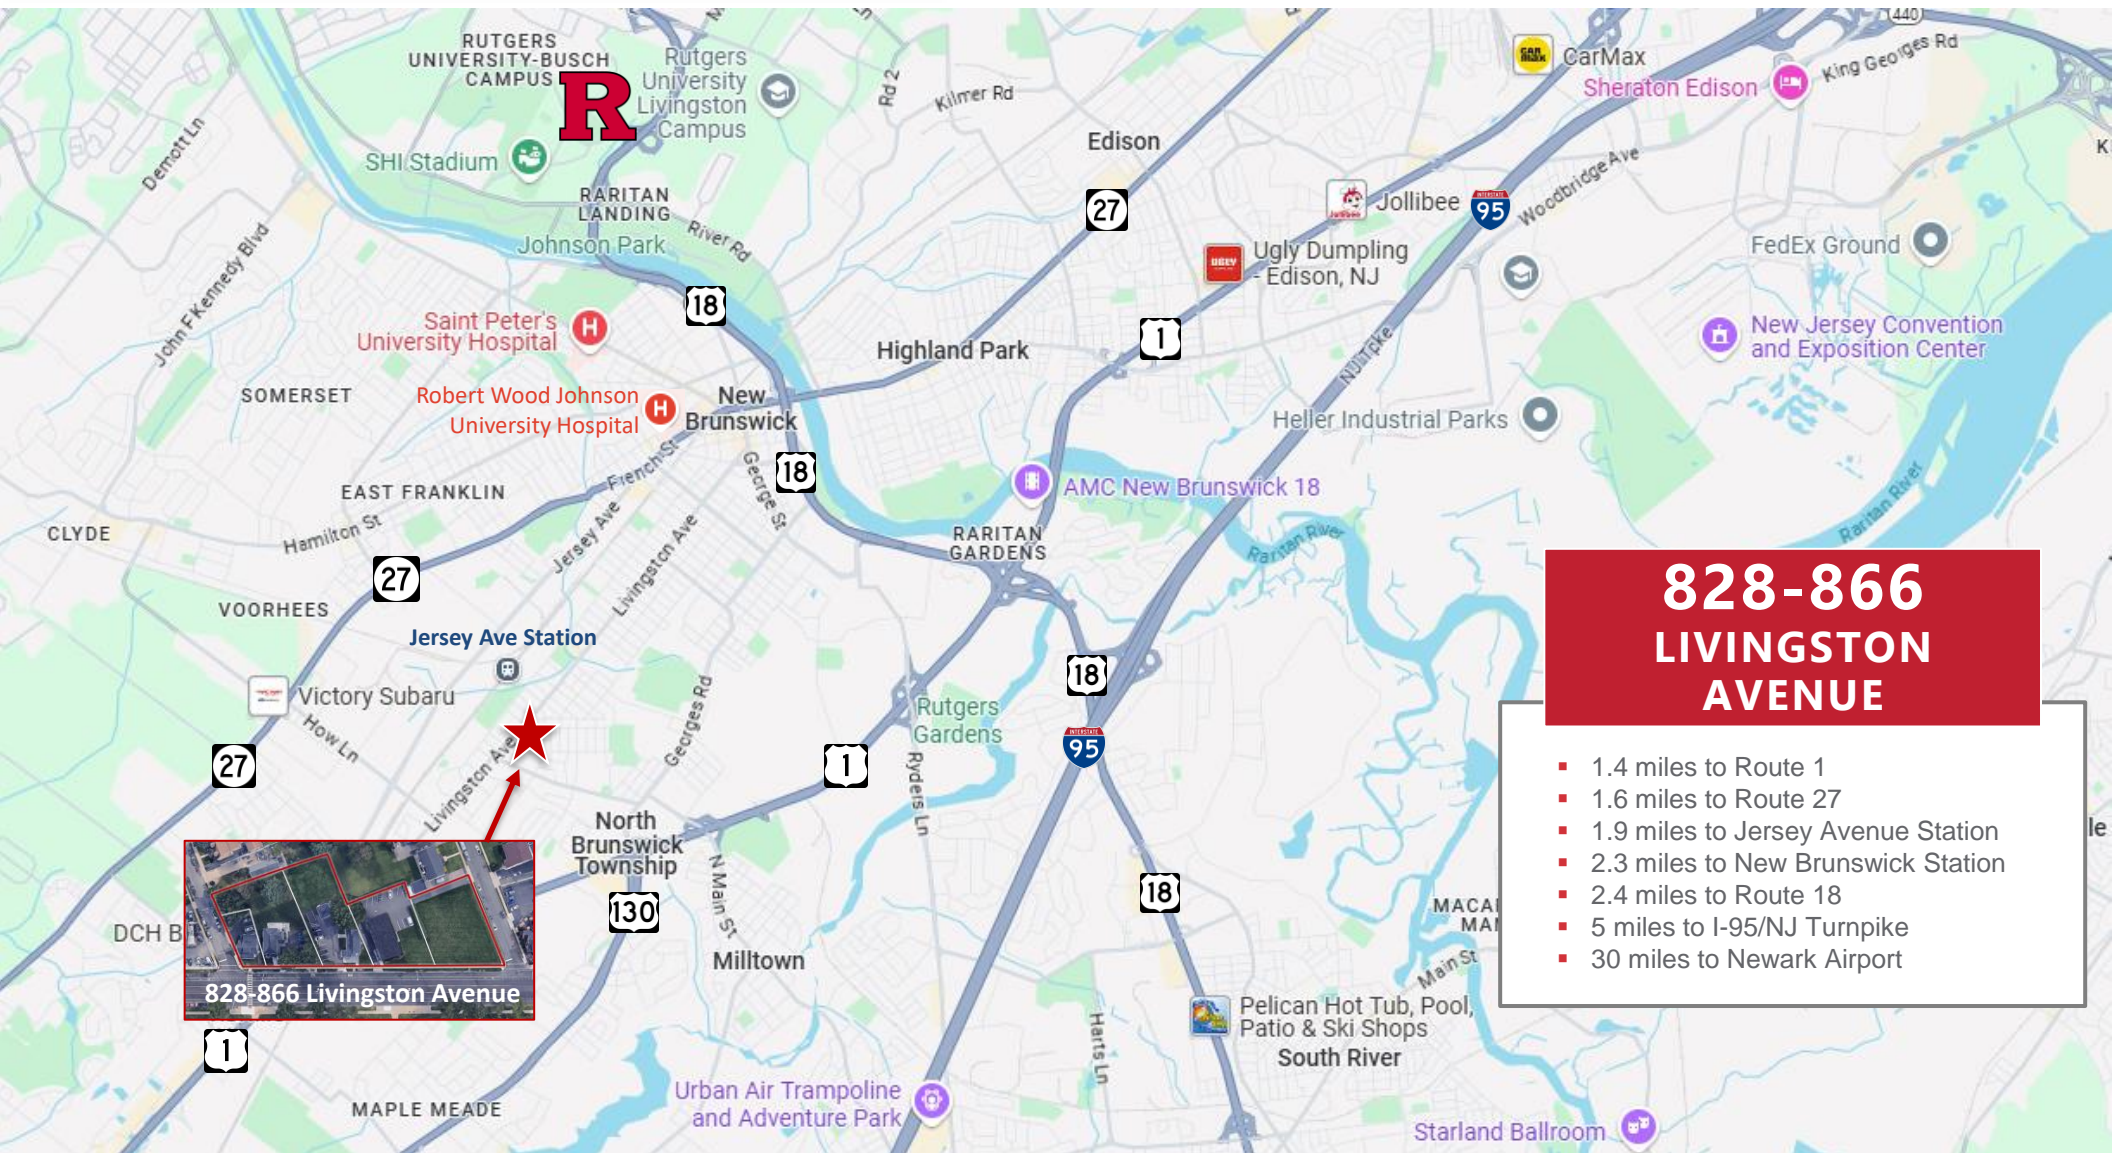 440
RUTGERS
UNIVERSITY-BUSCH
CAMPUS
R
Rutgers
University
Livingston
Campus
Rd 2
Kilmer Rd
CarMax
Sheraton Edison
King Georges Rd
Demott Ln
SHI Stadium
Edison
Woodbridge Ave
RARITAN
LANDING
River Rd
Johnson Park
27
Jollibee
INTERSTATE
95
UGLY
Ugly Dumpling
- Edison, NJ
FedEx Ground
John F Kennedy Blvd
18
Saint Peter's
University Hospital
H
1
NJ Tpke
New Jersey Convention
and Exposition Center
Highland Park
SOMERSET
Robert Wood Johnson
University Hospital
H
New
Brunswick
Heller Industrial Parks
French St
George St
18
EAST FRANKLIN
AMC New Brunswick 18
Raritan River
CLYDE
Hamilton St
Jersey Ave
Livingston Ave
RARITAN
GARDENS
Raritan River
27
VOORHEES
Jersey Ave Station
828-866
LIVINGSTON
AVENUE
Victory Subaru
How Ln
Georges Rd
18
Rutgers
Gardens
27
Livingston Ave
1
INTERSTATE
95
Ryders Ln
1.4 miles to Route 1
1.6 miles to Route 27
1.9 miles to Jersey Avenue Station
2.3 miles to New Brunswick Station
2.4 miles to Route 18
5 miles to I-95/NJ Turnpike
30 miles to Newark Airport
le
North
Brunswick
Township
N Main St
130
18
MACA
MA
DCH B
828-866 Livingston Avenue
Milltown
Main St
Pelican Hot Tub, Pool,
Patio & Ski Shops
South River
Harts Ln
1
MAPLE MEADE
Urban Air Trampoline
and Adventure Park
Starland Ballroom